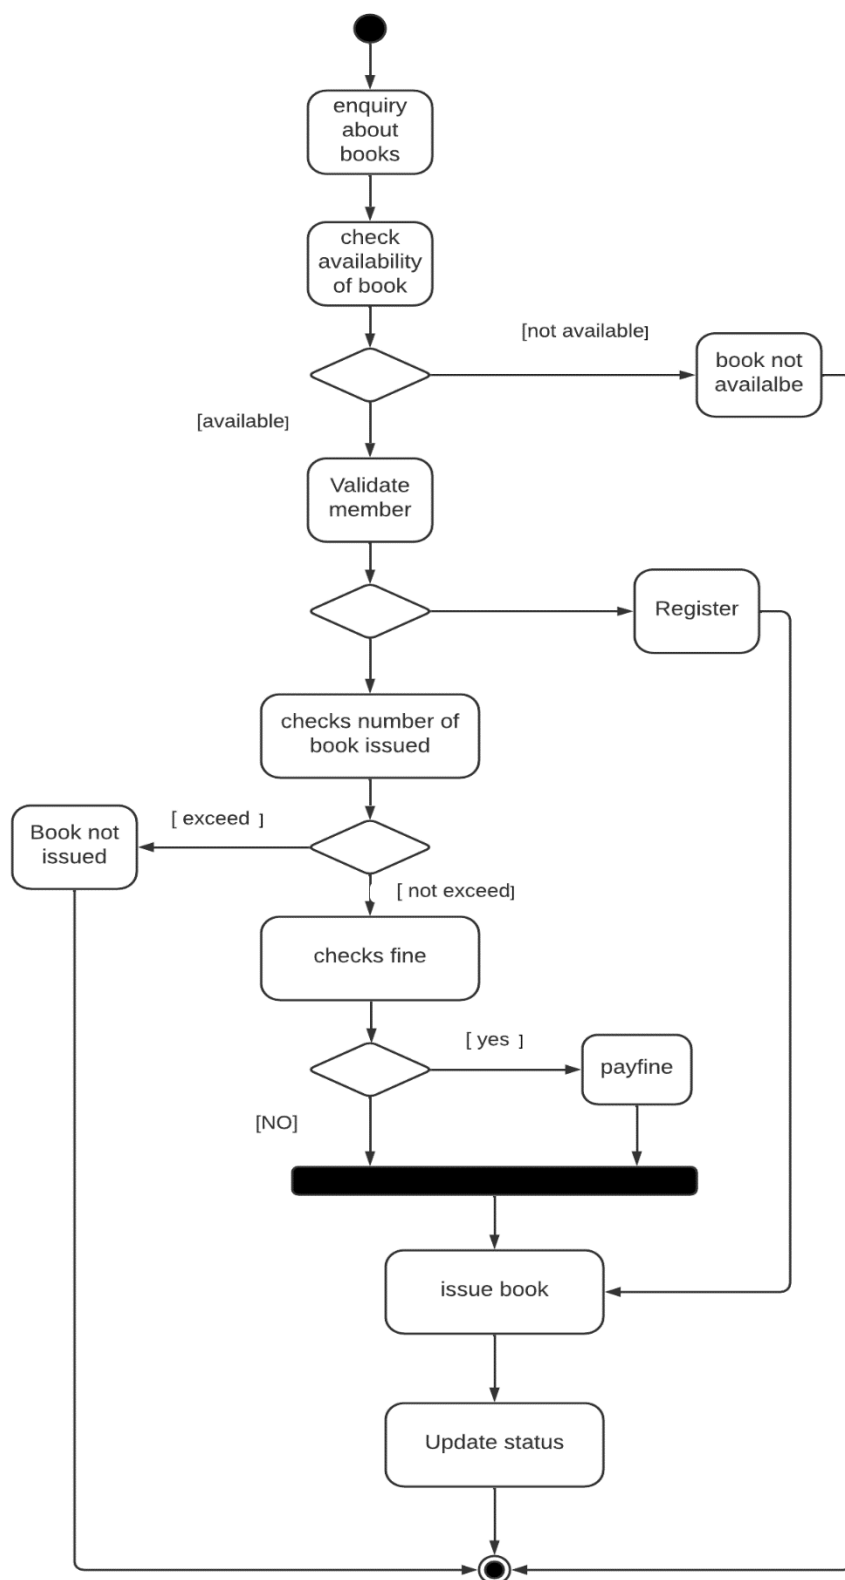 enquiry
about
books
check
availability
of book
[not available]
book not
availalbe
[available]
Validate
member
Register
checks number of
book issued
[ exceed ]
Book not
issued
[ not exceed]
checks fine
[ yes ]
payfine
[NO]
issue book
Update status